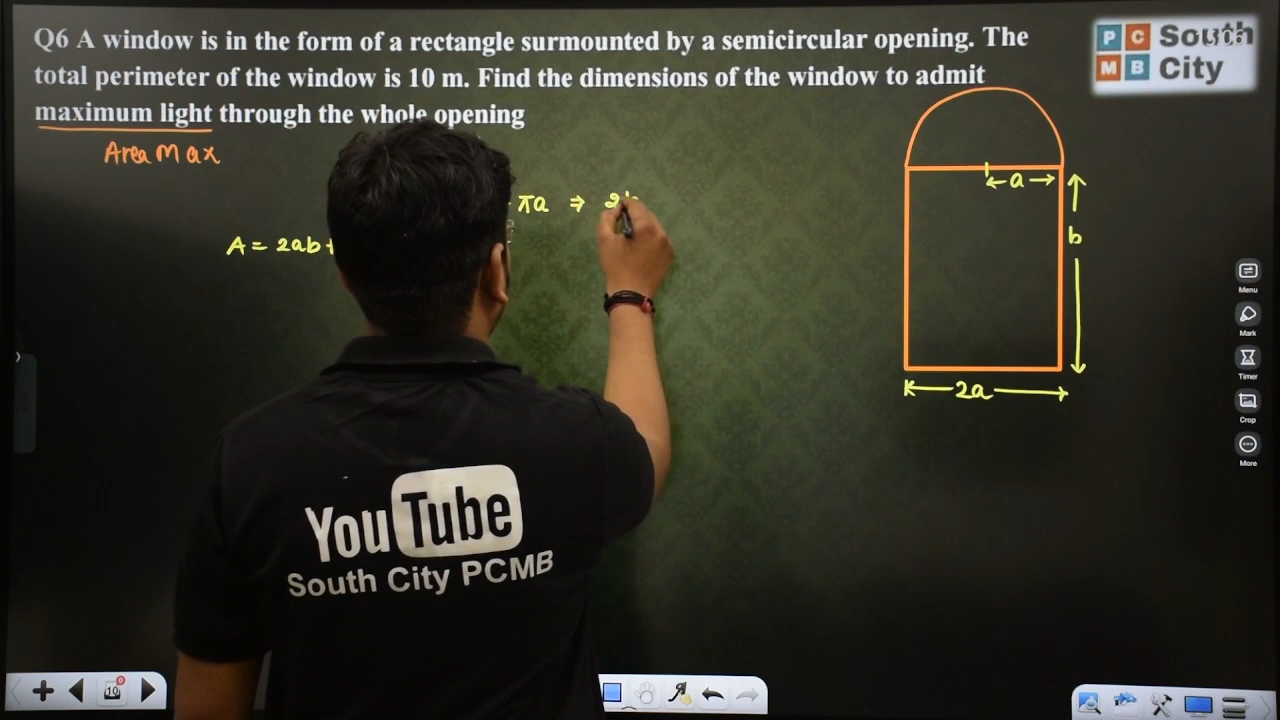 Q6 A window is in the form of a rectangle surmounted by a semicircular opening. The
total perimeter of the window is 10 m. Find the dimensions of the window to admit
maximum light through the whole opening
P C M B South City
Area Max
πa ⇒
A = 2ab+
a
b
2a
Menu
Mark
Timer
Crop
More
YouTube
South City PCMB
10
0